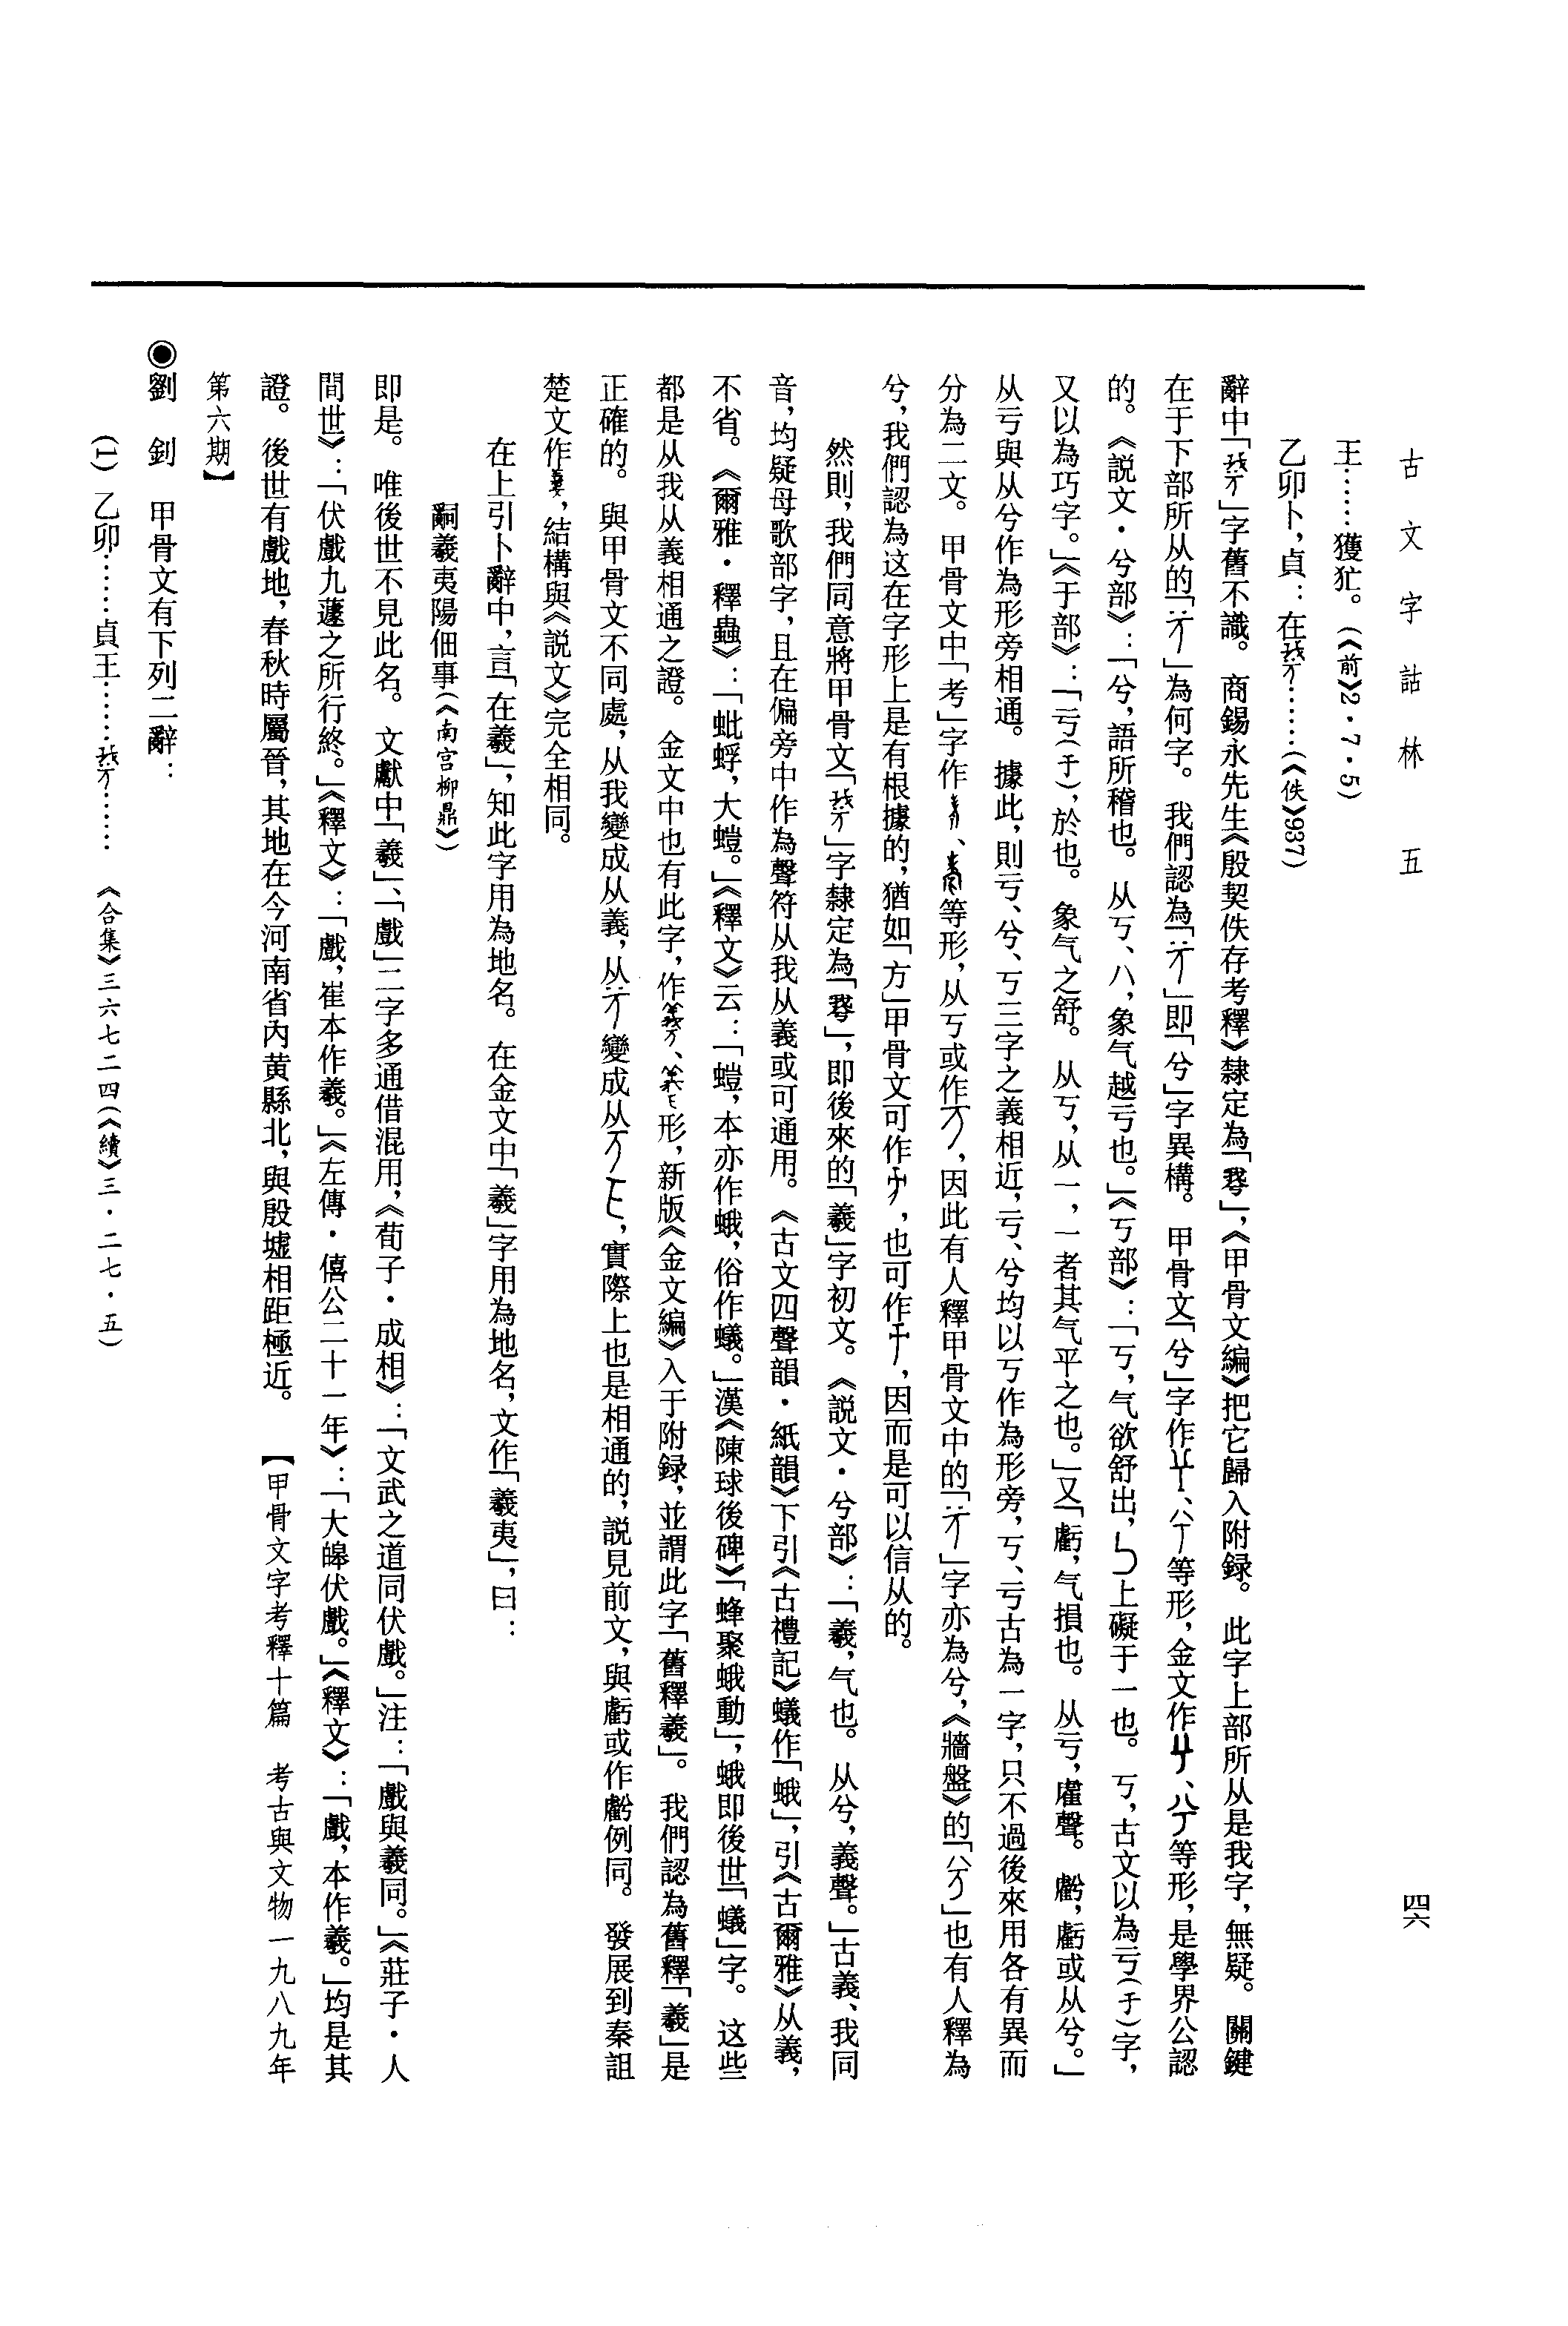 古文字詁林　五
四六
王……獲犰。（《前》2·7·5）
乙卯卜，貞：在……（《佚》937）
辭中「」字舊不識。商錫永先生《殷契佚存考釋》隸定為「」，《甲骨文編》把它歸入附録。此字上部所从是我字，無疑。關鍵
在于下部所从的「」為何字。我們認為「」即「兮」字異構。甲骨文「兮」字作、等形，金文作、等形，是學界公認
的。《説文·兮部》：「兮，語所稽也。从丂、八，象气越亏也。」《丂部》：「丂，气欲舒出，上礙于一也。丂，古文以為亏（于）字，
又以為巧字。」《于部》：「亏（于），於也。象气之舒。从丂，从一，一者其气平之也。」又「虧，气損也。从亏，雐聲。，虧或从兮。」
从亏與从兮作為形旁相通。據此，則亏、兮、丂三字之義相近，亏、兮均以丂作為形旁，丂、亏古為一字，只不過後來用各有異而
分為二文。甲骨文中「考」字作、等形，从丂或作，因此有人釋甲骨文中的「」字亦為兮，《牆盤》的「」也有人釋為
兮，我們認為这在字形上是有根據的，猶如「方」甲骨文可作，也可作，因而是可以信从的。
然則，我們同意將甲骨文「」字隸定為「」，即後來的「羲」字初文。《説文·兮部》：「羲，气也。从兮，義聲。」古義、我同
音，均疑母歌部字，且在偏旁中作為聲符从我从義或可通用。《古文四聲韻·紙韻》下引《古禮記》蟻作「蛾」，引《古爾雅》从義，
不省。《爾雅·釋蟲》：「蚍蜉，大螘。」《釋文》云：「螘，本亦作蛾，俗作蟻。」漢《陳球後碑》「蜂聚蛾動」，蛾即後世「蟻」字。这些
都是从我从義相通之證。金文中也有此字，作、形，新版《金文編》入于附録，並謂此字「舊釋羲」。我們認為舊釋「羲」是
正確的。與甲骨文不同處，从我變成从義，从變成从、，實際上也是相通的，説見前文，與虧或作例同。發展到秦詛
楚文作，結構與《説文》完全相同。
在上引卜辭中，言「在羲」，知此字用為地名。在金文中「羲」字用為地名，文作「羲夷」，曰：
嗣羲夷陽佃事（《南宫柳鼎》）
即是。唯後世不見此名。文獻中「羲」、「戲」二字多通借混用，《荀子·成相》：「文武之道同伏戲。」注：「戲與羲同。」《莊子·人
間世》：「伏戲九蘧之所行終。」《釋文》：「戲，崔本作羲。」《左傳·僖公二十一年》：「大皞伏戲。」《釋文》：「戲，本作羲。」均是其
證。後世有戲地，春秋時屬晉，其地在今河南省內黄縣北，與殷墟相距極近。【甲骨文字考釋十篇　考古與文物一九八九年
第六期】
◉劉　釗　甲骨文有下列二辭：
（1）乙卯……貞王………………　《合集》三六七二四（《續》三·二七·五）